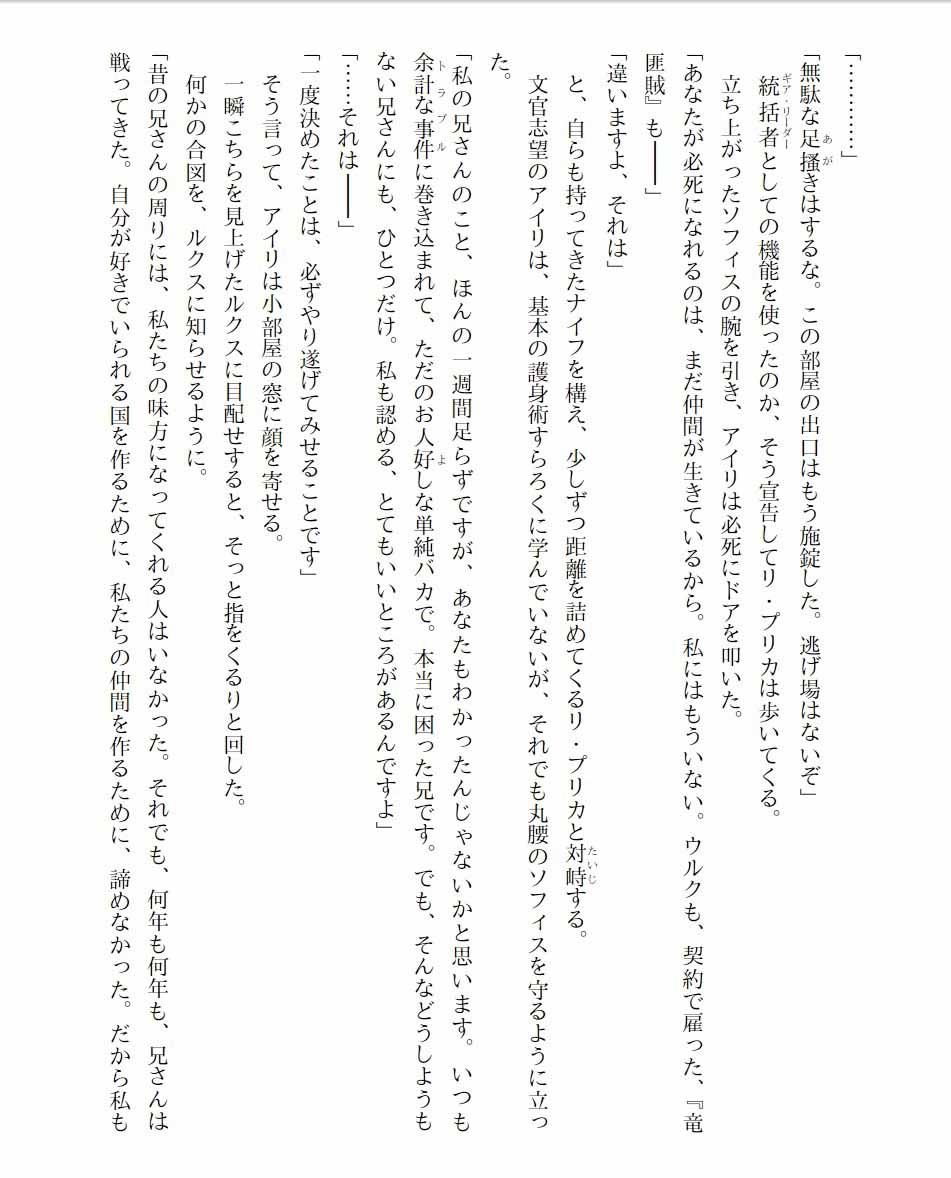 「…………」
「無駄な足搔きはするな。この部屋の出口はもう施錠した。逃げ場はないぞ」
　統括者としての機能を使ったのか、そう宣告してリ・プリカは歩いてくる。
　立ち上がったソフィスの腕を引き、アイリは必死にドアを叩いた。
「あなたが必死になれるのは、まだ仲間が生きているから。私にはもういない。ウルクも、契約で雇った、『竜
匪賊』も――」
「違いますよ、それは」
　と、自らも持ってきたナイフを構え、少しずつ距離を詰めてくるリ・プリカと対峙する。
　文官志望のアイリは、基本の護身術すらろくに学んでいないが、それでも丸腰のソフィスを守るように立っ
た。
「私の兄さんのこと、ほんの一週間足らずですが、あなたもわかったんじゃないかと思います。いつも
余計な事件に巻き込まれて、ただのお人好しな単純バカで。本当に困った兄です。でも、そんなどうしようも
ない兄さんにも、ひとつだけ。私も認める、とてもいいところがあるんですよ」
「……それは――」
「一度決めたことは、必ずやり遂げてみせることです」
　そう言って、アイリは小部屋の窓に顔を寄せる。
　一瞬こちらを見上げたルクスに目配せすると、そっと指をくるりと回した。
　何かの合図を、ルクスに知らせるように。
「昔の兄さんの周りには、私たちの味方になってくれる人はいなかった。それでも、何年も何年も、兄さんは
戦ってきた。自分が好きでいられる国を作るために、私たちの仲間を作るために、諦めなかった。だから私も